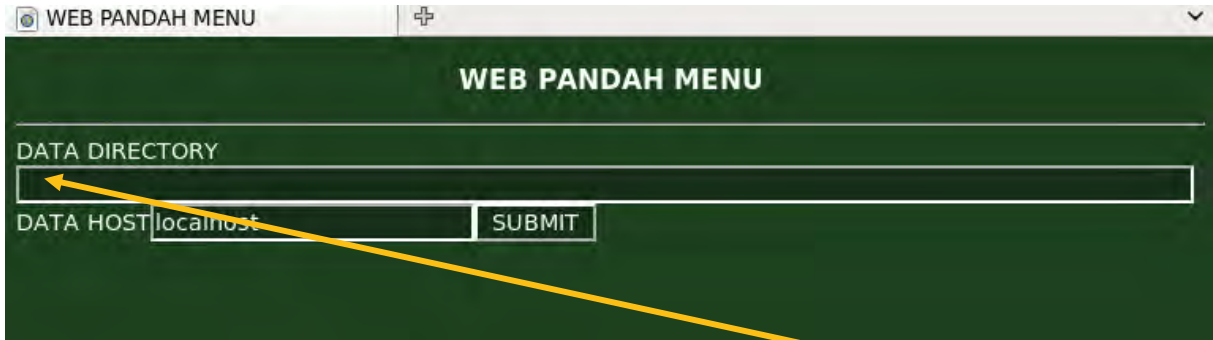 WEB PANDAH MENU
WEB PANDAH MENU
DATA DIRECTORY
DATA HOST localhost SUBMIT